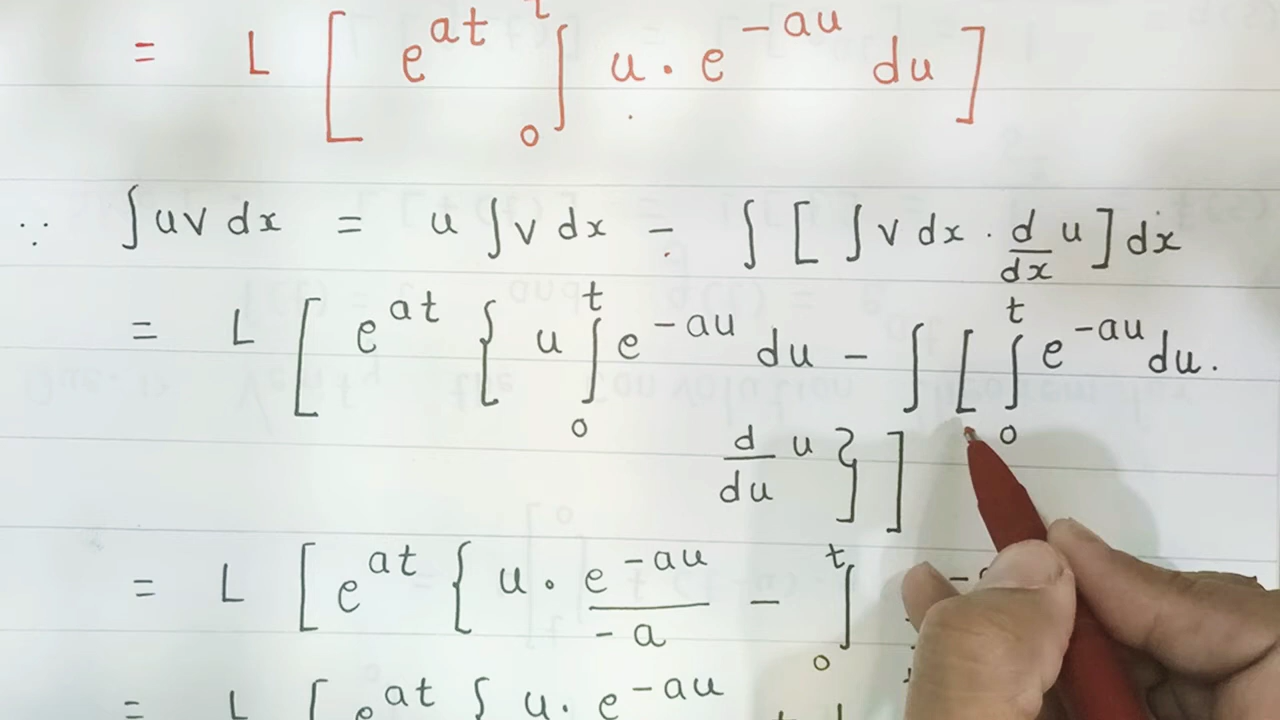 = L [ e^{at} ∫_0^t u · e^{-au} du ]
∵ ∫uv dx = u ∫v dx - ∫ [ ∫v dx · d/dx u ] dx
= L [ e^{at} { u ∫_0^t e^{-au} du - ∫ [ ∫_0^t e^{-au} du ·
d/du u } ]
= L [ e^{at} { u · e^{-au}/-a - ∫_0^t
= L [ e^{at} { u · e^{-au}